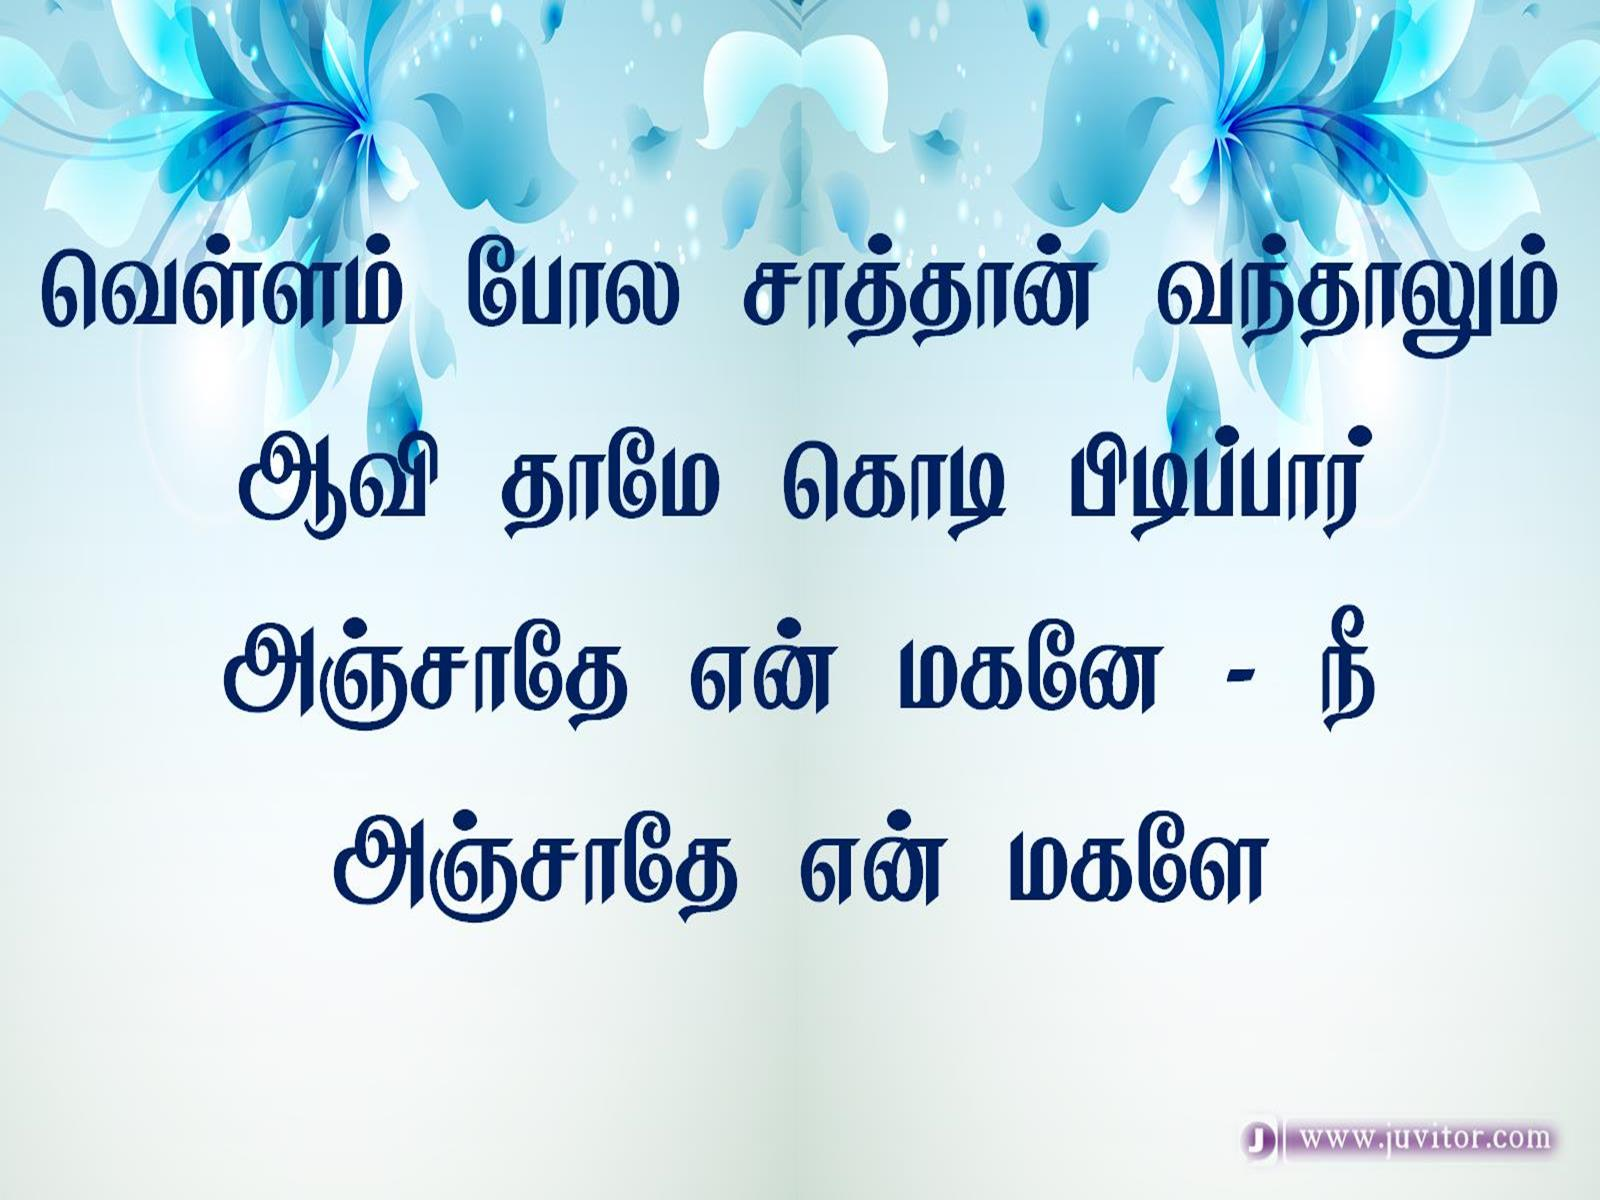 வெள்ளம் போல சாத்தான் வந்தாலும்
ஆவி தாமே கொடி பிடிப்பார்
அஞ்சாதே என் மகனே - நீ
அஞ்சாதே என் மகளே
J www.juvitor.com